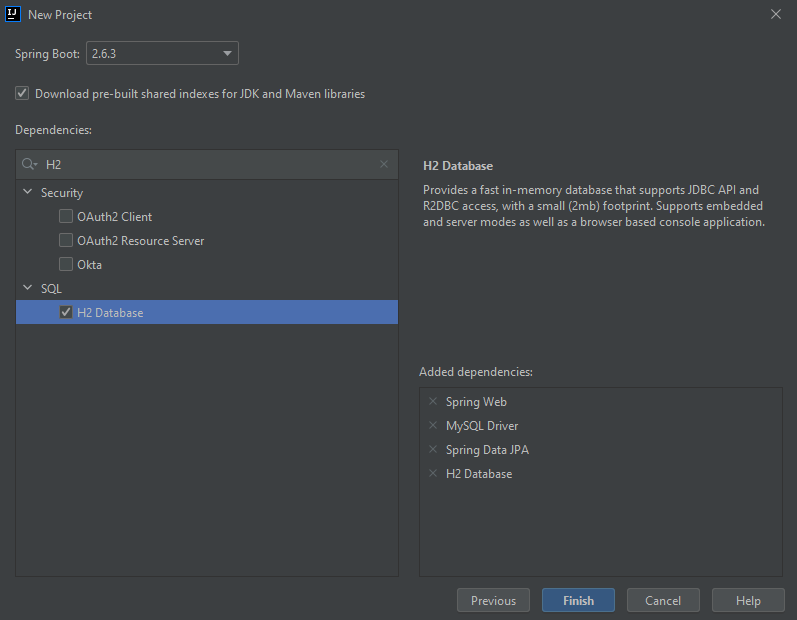 New Project
Spring Boot: 2.6.3
Download pre-built shared indexes for JDK and Maven libraries
Dependencies:
H2
Security
OAuth2 Client
OAuth2 Resource Server
Okta
SQL
H2 Database
H2 Database
Provides a fast in-memory database that supports JDBC API and
R2DBC access, with a small (2mb) footprint. Supports embedded
and server modes as well as a browser based console application.
Added dependencies:
Spring Web
MySQL Driver
Spring Data JPA
H2 Database
Previous Finish Cancel Help